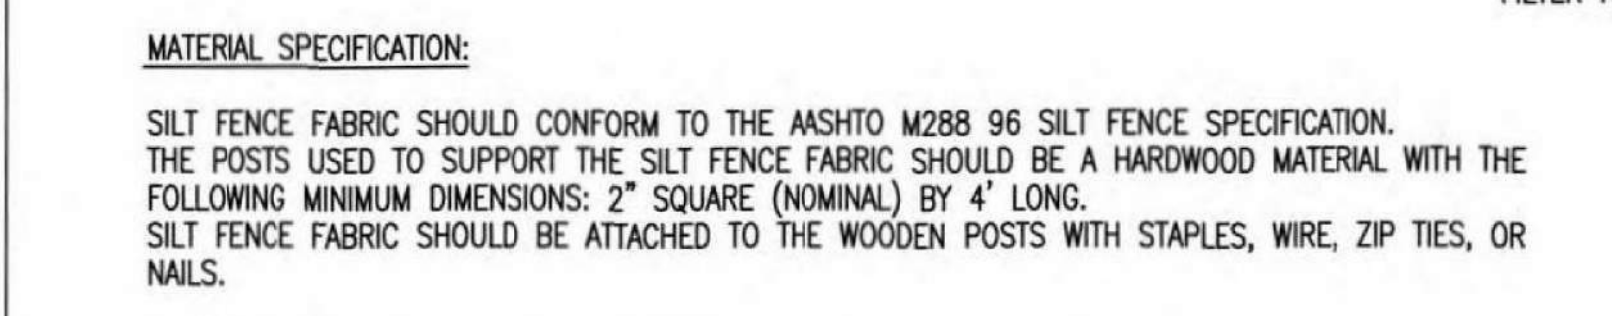 MATERIAL SPECIFICATION:
SILT FENCE FABRIC SHOULD CONFORM TO THE AASHTO M288 96 SILT FENCE SPECIFICATION.
THE POSTS USED TO SUPPORT THE SILT FENCE FABRIC SHOULD BE A HARDWOOD MATERIAL WITH THE
FOLLOWING MINIMUM DIMENSIONS: 2" SQUARE (NOMINAL) BY 4' LONG.
SILT FENCE FABRIC SHOULD BE ATTACHED TO THE WOODEN POSTS WITH STAPLES, WIRE, ZIP TIES, OR
NAILS.